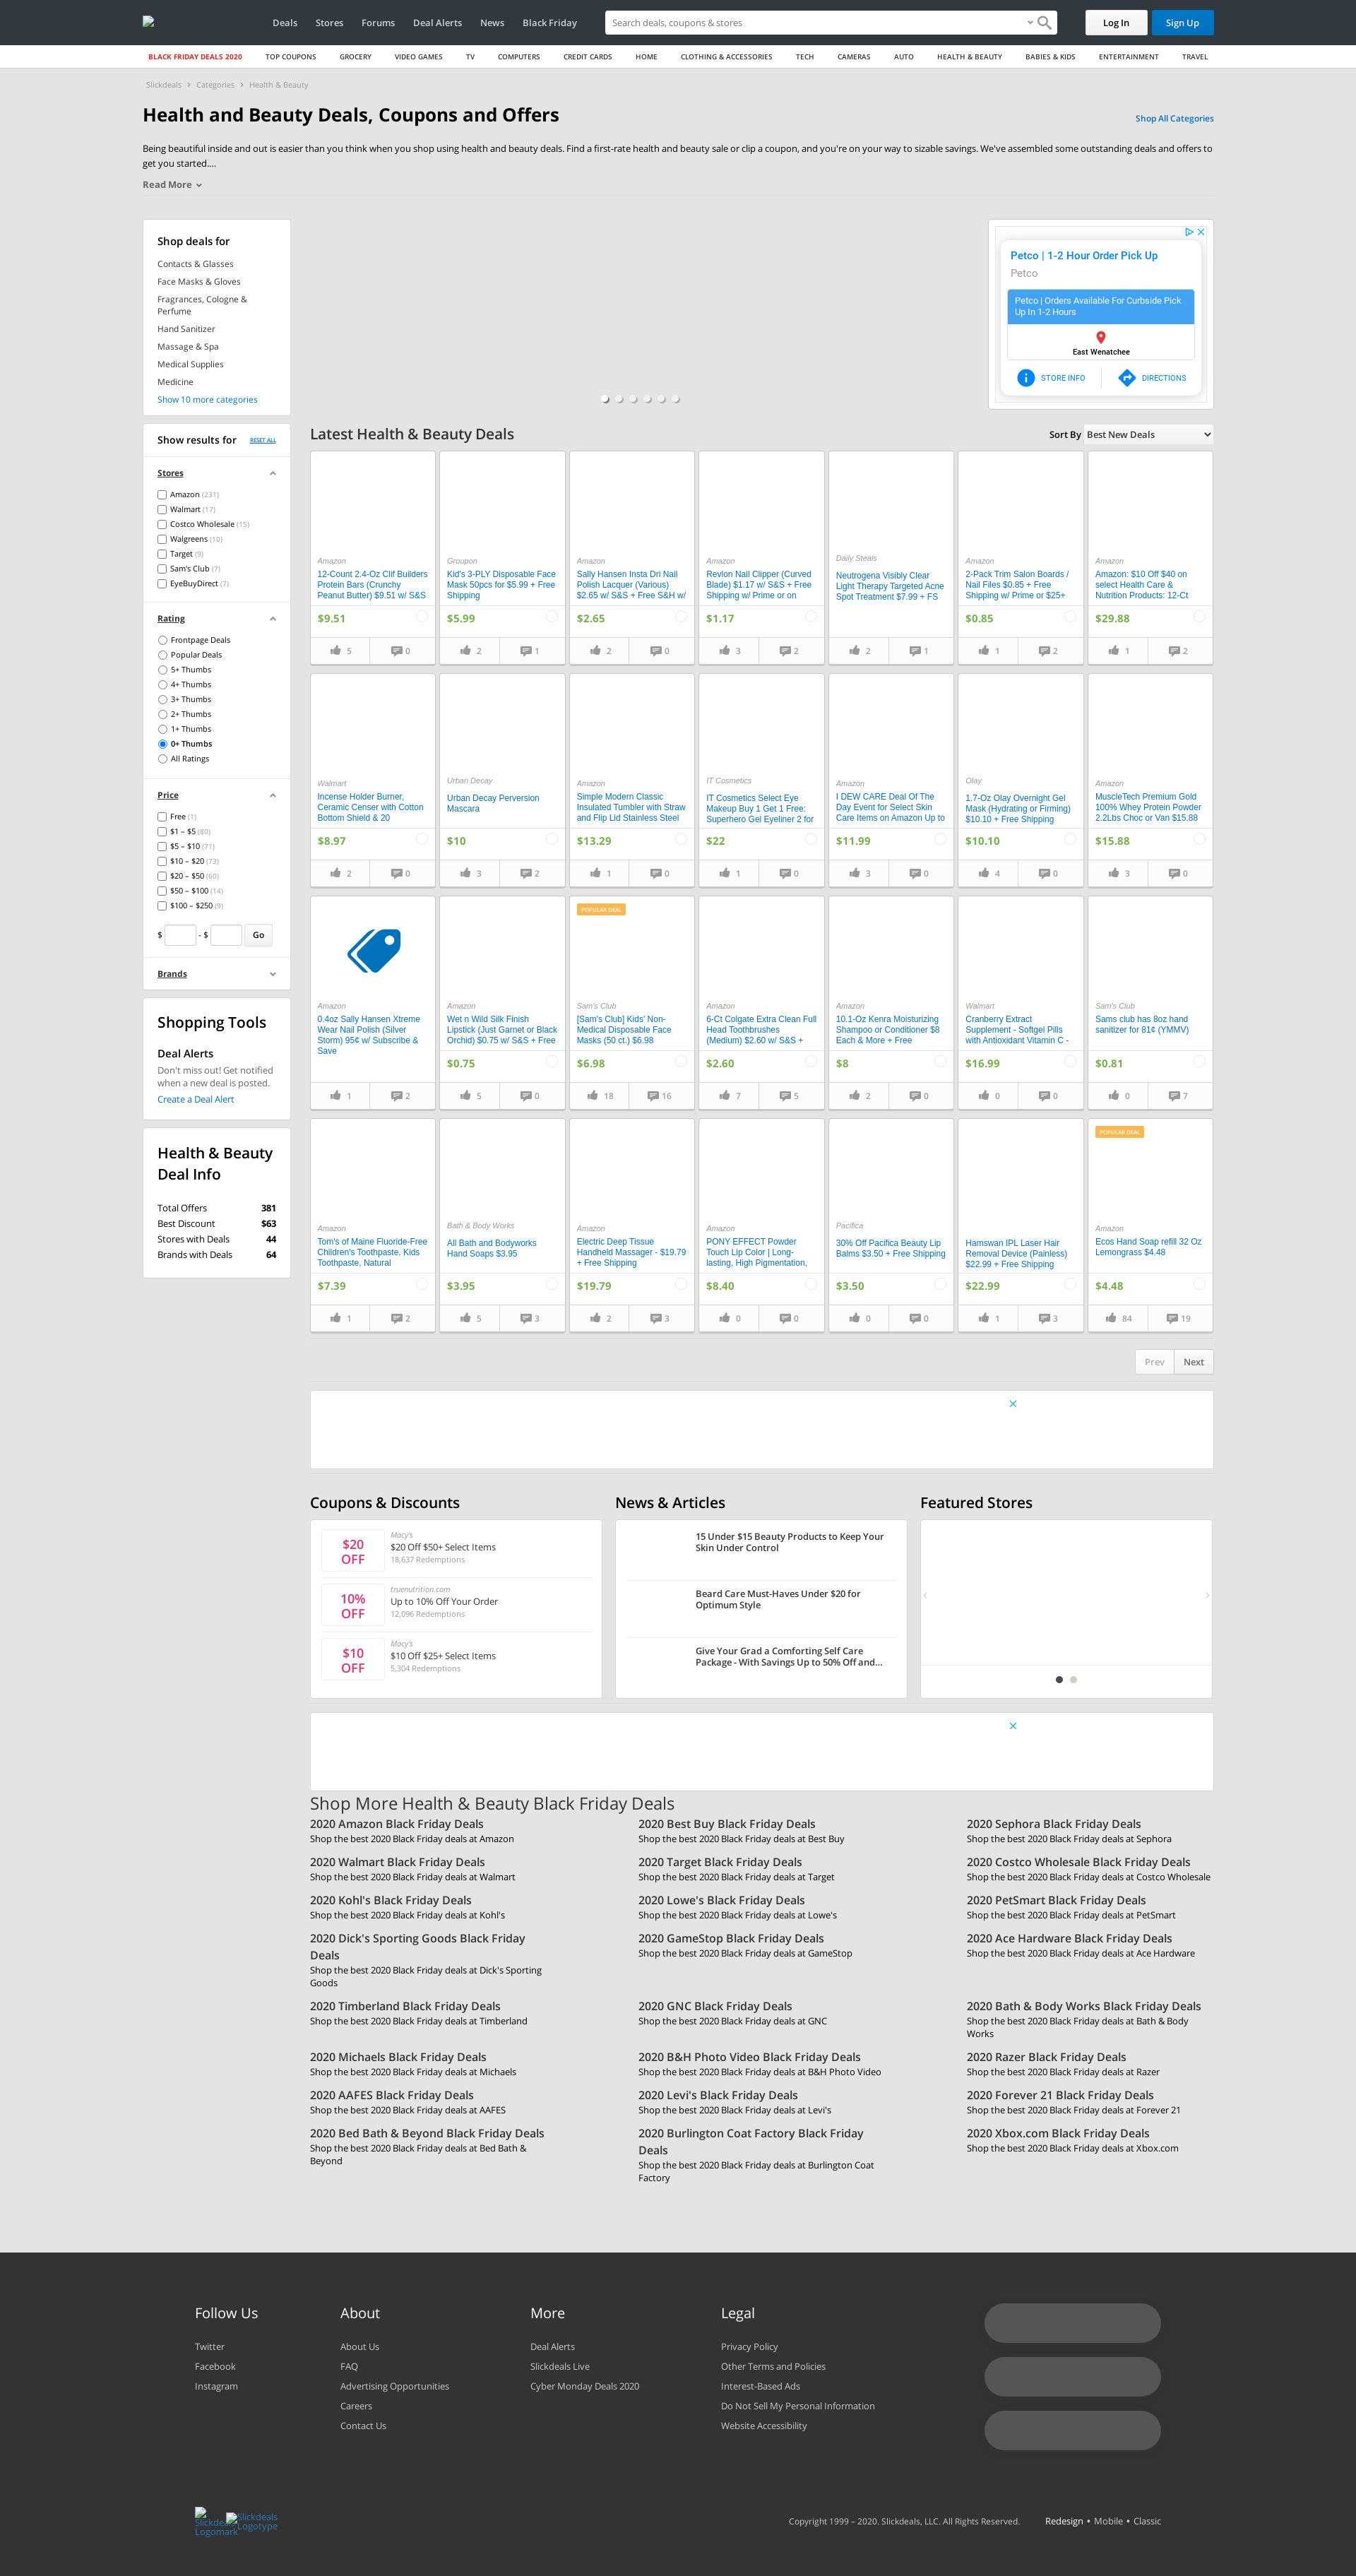 Deals Stores Forums Deal Alerts News Black Friday
Search deals, coupons & stores
Log In
Sign Up
BLACK FRIDAY DEALS 2020 TOP COUPONS GROCERY VIDEO GAMES TV COMPUTERS CREDIT CARDS HOME CLOTHING & ACCESSORIES TECH CAMERAS AUTO HEALTH & BEAUTY BABIES & KIDS ENTERTAINMENT TRAVEL
Slickdeals > Categories > Health & Beauty
Health and Beauty Deals, Coupons and Offers
Shop All Categories
Being beautiful inside and out is easier than you think when you shop using health and beauty deals. Find a first-rate health and beauty sale or clip a coupon, and you're on your way to sizable savings. We've assembled some outstanding deals and offers to
get you started....
Read More
Shop deals for
Contacts & Glasses
Face Masks & Gloves
Fragrances, Cologne &
Perfume
Hand Sanitizer
Massage & Spa
Medical Supplies
Medicine
Show 10 more categories
Show results for
RESET ALL
Stores
Amazon (231)
Walmart (17)
Costco Wholesale (15)
Walgreens (10)
Target (9)
Sam's Club (7)
EyeBuyDirect (7)
Rating
Frontpage Deals
Popular Deals
5+ Thumbs
4+ Thumbs
3+ Thumbs
2+ Thumbs
1+ Thumbs
0+ Thumbs
All Ratings
Price
Free (1)
$1 – $5 (80)
$5 – $10 (71)
$10 – $20 (73)
$20 – $50 (60)
$50 – $100 (14)
$100 – $250 (9)
$ - $ Go
Brands
Shopping Tools
Deal Alerts
Don't miss out! Get notified
when a new deal is posted.
Create a Deal Alert
Health & Beauty
Deal Info
Total Offers 381
Best Discount $63
Stores with Deals 44
Brands with Deals 64
Petco | 1-2 Hour Order Pick Up
Petco
Petco | Orders Available For Curbside Pick
Up In 1-2 Hours
East Wenatchee
STORE INFO
DIRECTIONS
Latest Health & Beauty Deals
Sort By Best New Deals
Amazon
12-Count 2.4-Oz Clif Builders
Protein Bars (Crunchy
Peanut Butter) $9.51 w/ S&S
$9.51
5 0
Groupon
Kid's 3-PLY Disposable Face
Mask 50pcs for $5.99 + Free
Shipping
$5.99
2 1
Amazon
Sally Hansen Insta Dri Nail
Polish Lacquer (Various)
$2.65 w/ S&S + Free S&H w/
$2.65
2 0
Amazon
Revlon Nail Clipper (Curved
Blade) $1.17 w/ S&S + Free
Shipping w/ Prime or on
$1.17
3 2
Daily Steals
Neutrogena Visibly Clear
Light Therapy Targeted Acne
Spot Treatment $7.99 + FS
2 1
Amazon
2-Pack Trim Salon Boards /
Nail Files $0.85 + Free
Shipping w/ Prime or $25+
$0.85
1 2
Amazon
Amazon: $10 Off $40 on
select Health Care &
Nutrition Products: 12-Ct
$29.88
1 2
Walmart
Incense Holder Burner,
Ceramic Censer with Cotton
Bottom Shield & 20
$8.97
2 0
Urban Decay
Urban Decay Perversion
Mascara
$10
3 2
Amazon
Simple Modern Classic
Insulated Tumbler with Straw
and Flip Lid Stainless Steel
$13.29
1 0
IT Cosmetics
IT Cosmetics Select Eye
Makeup Buy 1 Get 1 Free:
Superhero Gel Eyeliner 2 for
$22
1 0
Amazon
I DEW CARE Deal Of The
Day Event for Select Skin
Care Items on Amazon Up to
$11.99
3 0
Olay
1.7-Oz Olay Overnight Gel
Mask (Hydrating or Firming)
$10.10 + Free Shipping
$10.10
4 0
Amazon
MuscleTech Premium Gold
100% Whey Protein Powder
2.2Lbs Choc or Van $15.88
$15.88
3 0
Amazon
0.4oz Sally Hansen Xtreme
Wear Nail Polish (Silver
Storm) 95¢ w/ Subscribe &
Save
1 2
Amazon
Wet n Wild Silk Finish
Lipstick (Just Garnet or Black
Orchid) $0.75 w/ S&S + Free
$0.75
5 0
POPULAR DEAL
Sam's Club
[Sam's Club] Kids' Non-
Medical Disposable Face
Masks (50 ct.) $6.98
$6.98
18 16
Amazon
6-Ct Colgate Extra Clean Full
Head Toothbrushes
(Medium) $2.60 w/ S&S +
$2.60
7 5
Amazon
10.1-Oz Kenra Moisturizing
Shampoo or Conditioner $8
Each & More + Free
$8
2 0
Walmart
Cranberry Extract
Supplement - Softgel Pills
with Antioxidant Vitamin C -
$16.99
0 0
Sam's Club
Sams club has 8oz hand
sanitizer for 81¢ (YMMV)
$0.81
0 7
Amazon
Tom's of Maine Fluoride-Free
Children's Toothpaste, Kids
Toothpaste, Natural
$7.39
1 2
Bath & Body Works
All Bath and Bodyworks
Hand Soaps $3.95
$3.95
5 3
Amazon
Electric Deep Tissue
Handheld Massager - $19.79
+ Free Shipping
$19.79
2 3
Amazon
PONY EFFECT Powder
Touch Lip Color | Long-
lasting, High Pigmentation,
$8.40
0 0
Pacifica
30% Off Pacifica Beauty Lip
Balms $3.50 + Free Shipping
$3.50
0 0
Hamswan IPL Laser Hair
Removal Device (Painless)
$22.99 + Free Shipping
$22.99
1 3
POPULAR DEAL
Amazon
Ecos Hand Soap refill 32 Oz
Lemongrass $4.48
$4.48
84 19
Prev Next
Coupons & Discounts
$20
OFF
Macy's
$20 Off $50+ Select Items
18,637 Redemptions
10%
OFF
truenutrition.com
Up to 10% Off Your Order
12,096 Redemptions
$10
OFF
Macy's
$10 Off $25+ Select Items
5,304 Redemptions
News & Articles
15 Under $15 Beauty Products to Keep Your
Skin Under Control
Beard Care Must-Haves Under $20 for
Optimum Style
Give Your Grad a Comforting Self Care
Package - With Savings Up to 50% Off and...
Featured Stores
Shop More Health & Beauty Black Friday Deals
2020 Amazon Black Friday Deals
Shop the best 2020 Black Friday deals at Amazon
2020 Best Buy Black Friday Deals
Shop the best 2020 Black Friday deals at Best Buy
2020 Sephora Black Friday Deals
Shop the best 2020 Black Friday deals at Sephora
2020 Walmart Black Friday Deals
Shop the best 2020 Black Friday deals at Walmart
2020 Target Black Friday Deals
Shop the best 2020 Black Friday deals at Target
2020 Costco Wholesale Black Friday Deals
Shop the best 2020 Black Friday deals at Costco Wholesale
2020 Kohl's Black Friday Deals
Shop the best 2020 Black Friday deals at Kohl's
2020 Lowe's Black Friday Deals
Shop the best 2020 Black Friday deals at Lowe's
2020 PetSmart Black Friday Deals
Shop the best 2020 Black Friday deals at PetSmart
2020 Dick's Sporting Goods Black Friday
Deals
Shop the best 2020 Black Friday deals at Dick's Sporting
Goods
2020 GameStop Black Friday Deals
Shop the best 2020 Black Friday deals at GameStop
2020 Ace Hardware Black Friday Deals
Shop the best 2020 Black Friday deals at Ace Hardware
2020 Timberland Black Friday Deals
Shop the best 2020 Black Friday deals at Timberland
2020 GNC Black Friday Deals
Shop the best 2020 Black Friday deals at GNC
2020 Bath & Body Works Black Friday Deals
Shop the best 2020 Black Friday deals at Bath & Body
Works
2020 Michaels Black Friday Deals
Shop the best 2020 Black Friday deals at Michaels
2020 B&H Photo Video Black Friday Deals
Shop the best 2020 Black Friday deals at B&H Photo Video
2020 Razer Black Friday Deals
Shop the best 2020 Black Friday deals at Razer
2020 AAFES Black Friday Deals
Shop the best 2020 Black Friday deals at AAFES
2020 Levi's Black Friday Deals
Shop the best 2020 Black Friday deals at Levi's
2020 Forever 21 Black Friday Deals
Shop the best 2020 Black Friday deals at Forever 21
2020 Bed Bath & Beyond Black Friday Deals
Shop the best 2020 Black Friday deals at Bed Bath &
Beyond
2020 Burlington Coat Factory Black Friday
Deals
Shop the best 2020 Black Friday deals at Burlington Coat
Factory
2020 Xbox.com Black Friday Deals
Shop the best 2020 Black Friday deals at Xbox.com
Follow Us
Twitter
Facebook
Instagram
About
About Us
FAQ
Advertising Opportunities
Careers
Contact Us
More
Deal Alerts
Slickdeals Live
Cyber Monday Deals 2020
Legal
Privacy Policy
Other Terms and Policies
Interest-Based Ads
Do Not Sell My Personal Information
Website Accessibility
Logomark
Slickdeals
Logotype
Copyright 1999 – 2020. Slickdeals, LLC. All Rights Reserved.
Redesign • Mobile • Classic